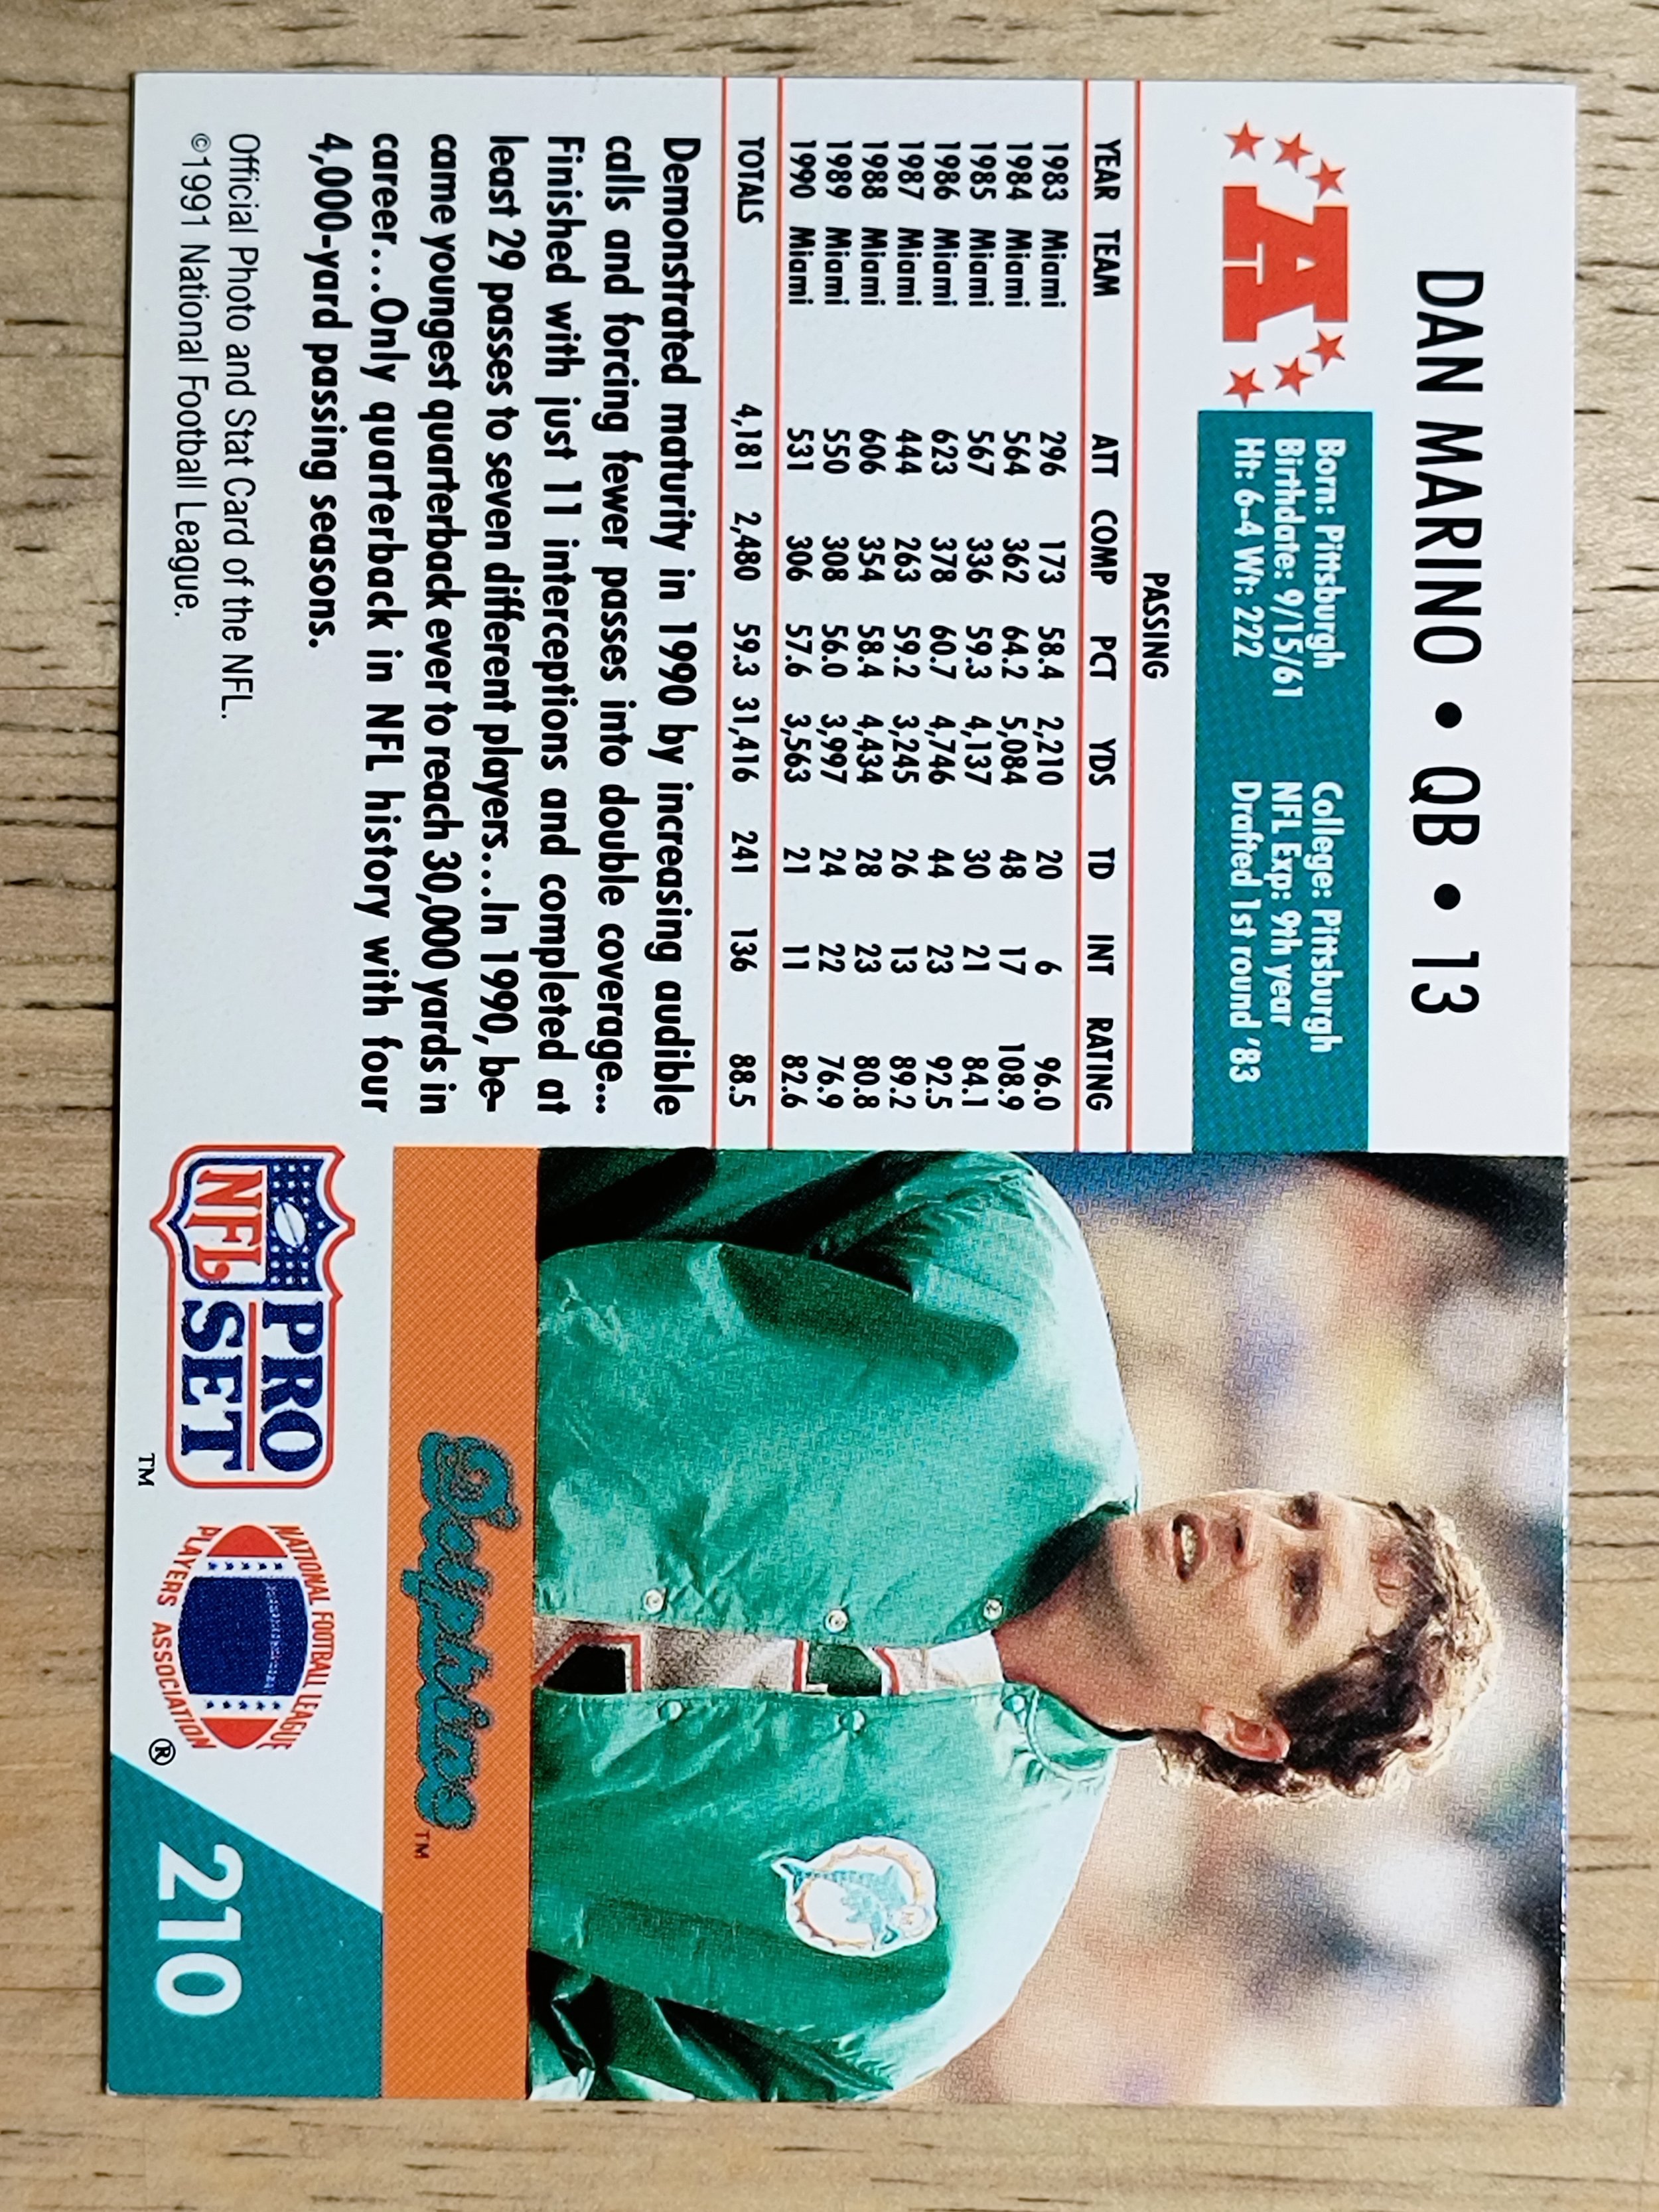 DAN MARINO • QB • 13
A
Born: Pittsburgh College: Pittsburgh
Birthdate: 9/15/61 NFL Exp: 9th year
Ht: 6-4 Wt: 222 Drafted 1st round '83
PASSING
YEAR TEAM ATT COMP PCT YDS TD INT RATING
1983 Miami 296 173 58.4 2,210 20 6 96.0
1984 Miami 564 362 64.2 5,084 48 17 108.9
1985 Miami 567 336 59.3 4,137 30 21 84.1
1986 Miami 623 378 60.7 4,746 44 23 92.5
1987 Miami 444 263 59.2 3,245 26 13 89.2
1988 Miami 606 354 58.4 4,434 28 23 80.8
1989 Miami 550 308 56.0 3,997 24 22 76.9
1990 Miami 531 306 57.6 3,563 21 11 82.6
TOTALS 4,181 2,480 59.3 31,416 241 136 88.5
Demonstrated maturity in 1990 by increasing audible
calls and forcing fewer passes into double coverage...
Finished with just 11 interceptions and completed at
least 29 passes to seven different players...In 1990, be-
came youngest quarterback ever to reach 30,000 yards in
career...Only quarterback in NFL history with four
4,000-yard passing seasons.
Official Photo and Stat Card of the NFL.
©1991 National Football League.
Dolphins™
NFL
PRO
SET
™
NATIONAL FOOTBALL LEAGUE
PLAYERS ASSOCIATION
®
210